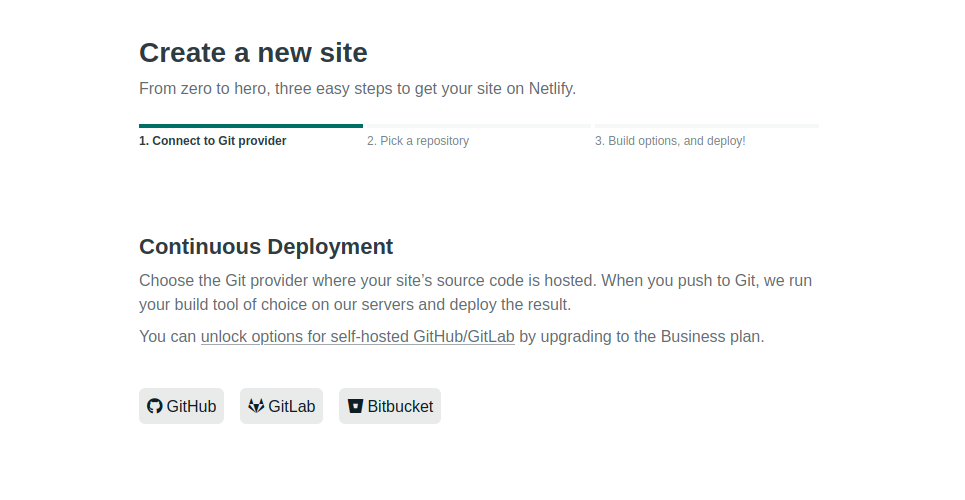 Create a new site
From zero to hero, three easy steps to get your site on Netlify.
1. Connect to Git provider
2. Pick a repository
3. Build options, and deploy!
Continuous Deployment
Choose the Git provider where your site’s source code is hosted. When you push to Git, we run
your build tool of choice on our servers and deploy the result.
You can unlock options for self-hosted GitHub/GitLab by upgrading to the Business plan.
GitHub
GitLab
Bitbucket